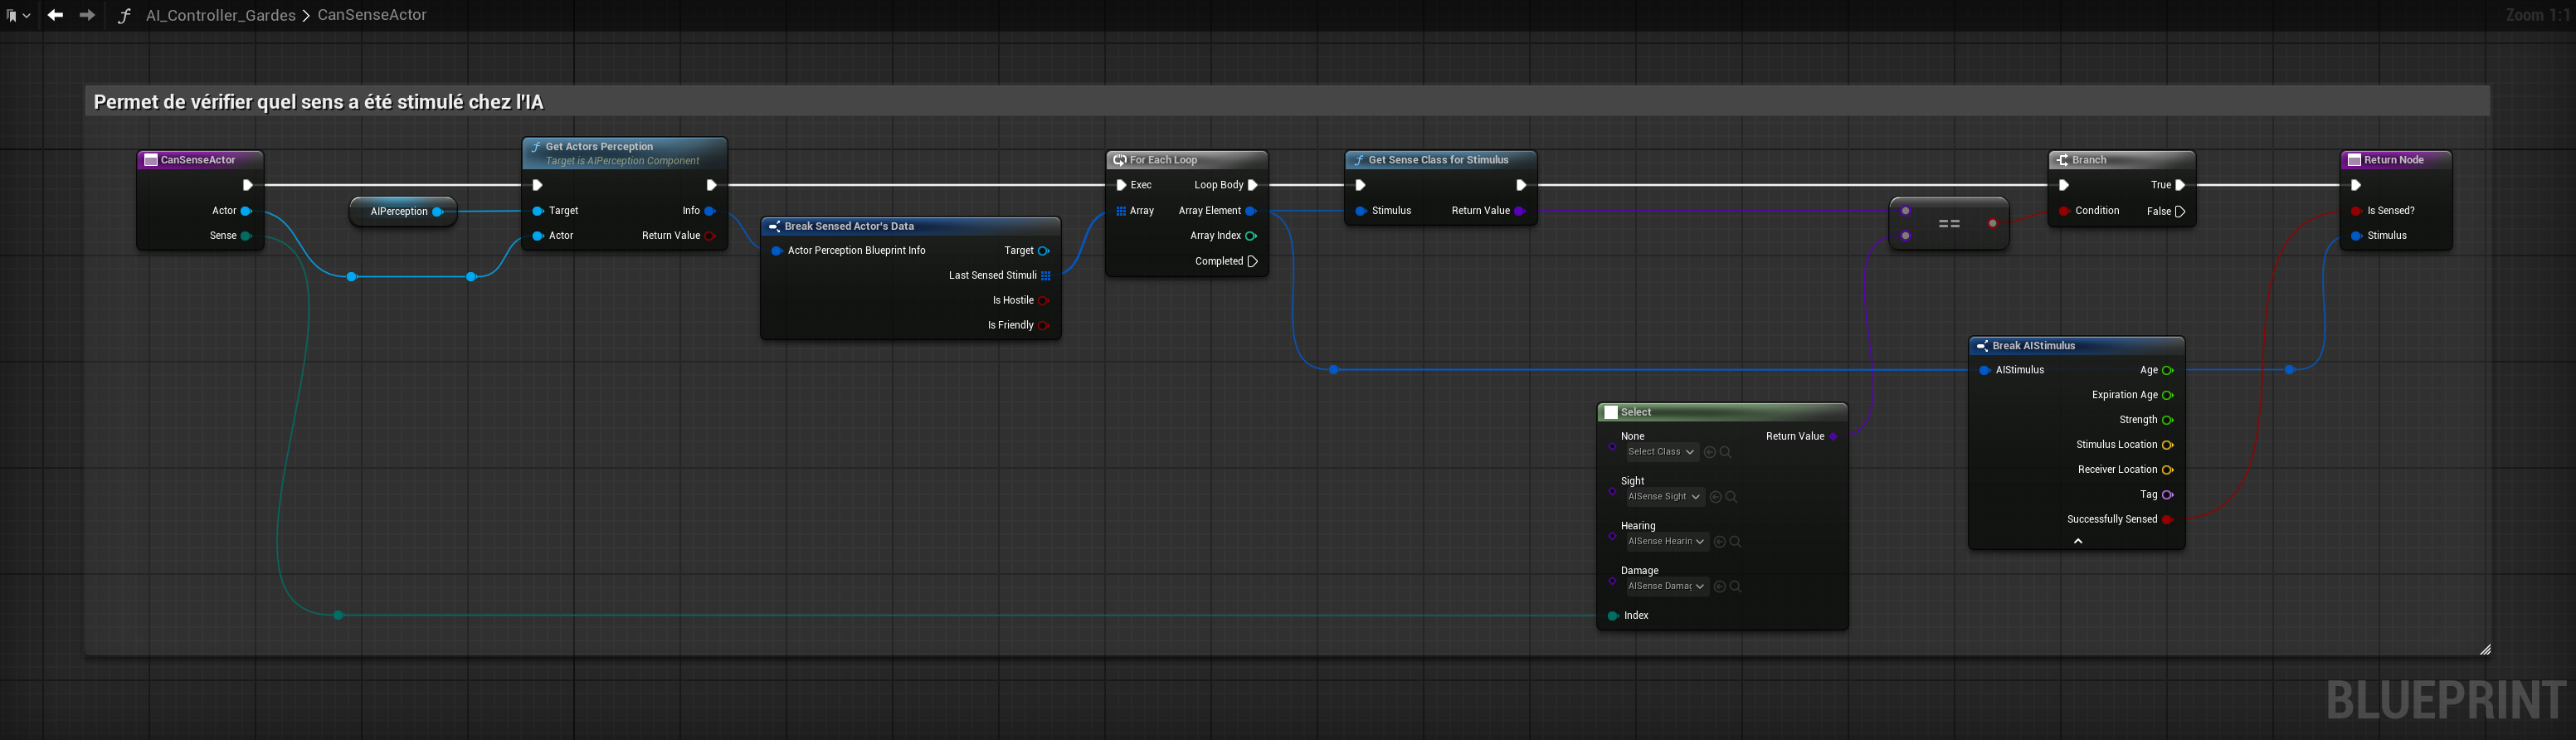 AI_Controller_Gardes > CanSenseActor
Zoom 1:1
Permet de vérifier quel sens a été stimulé chez l'IA
CanSenseActor
Actor
Sense
AIPerception
Get Actors Perception
Target is AIPerception Component
Target
Info
Actor
Return Value
Break Sensed Actor's Data
Actor Perception Blueprint Info
Target
Last Sensed Stimuli
Is Hostile
Is Friendly
For Each Loop
Exec
Loop Body
Array
Array Element
Array Index
Completed
Get Sense Class for Stimulus
Stimulus
Return Value
==
Branch
True
Condition
False
Return Node
Is Sensed?
Stimulus
Break AIStimulus
AIStimulus
Age
Expiration Age
Strength
Stimulus Location
Receiver Location
Tag
Successfully Sensed
Select
None
Return Value
Select Class
Sight
AISense Sight
Hearing
AISense Hearin
Damage
AISense Damag
Index
BLUEPRINT